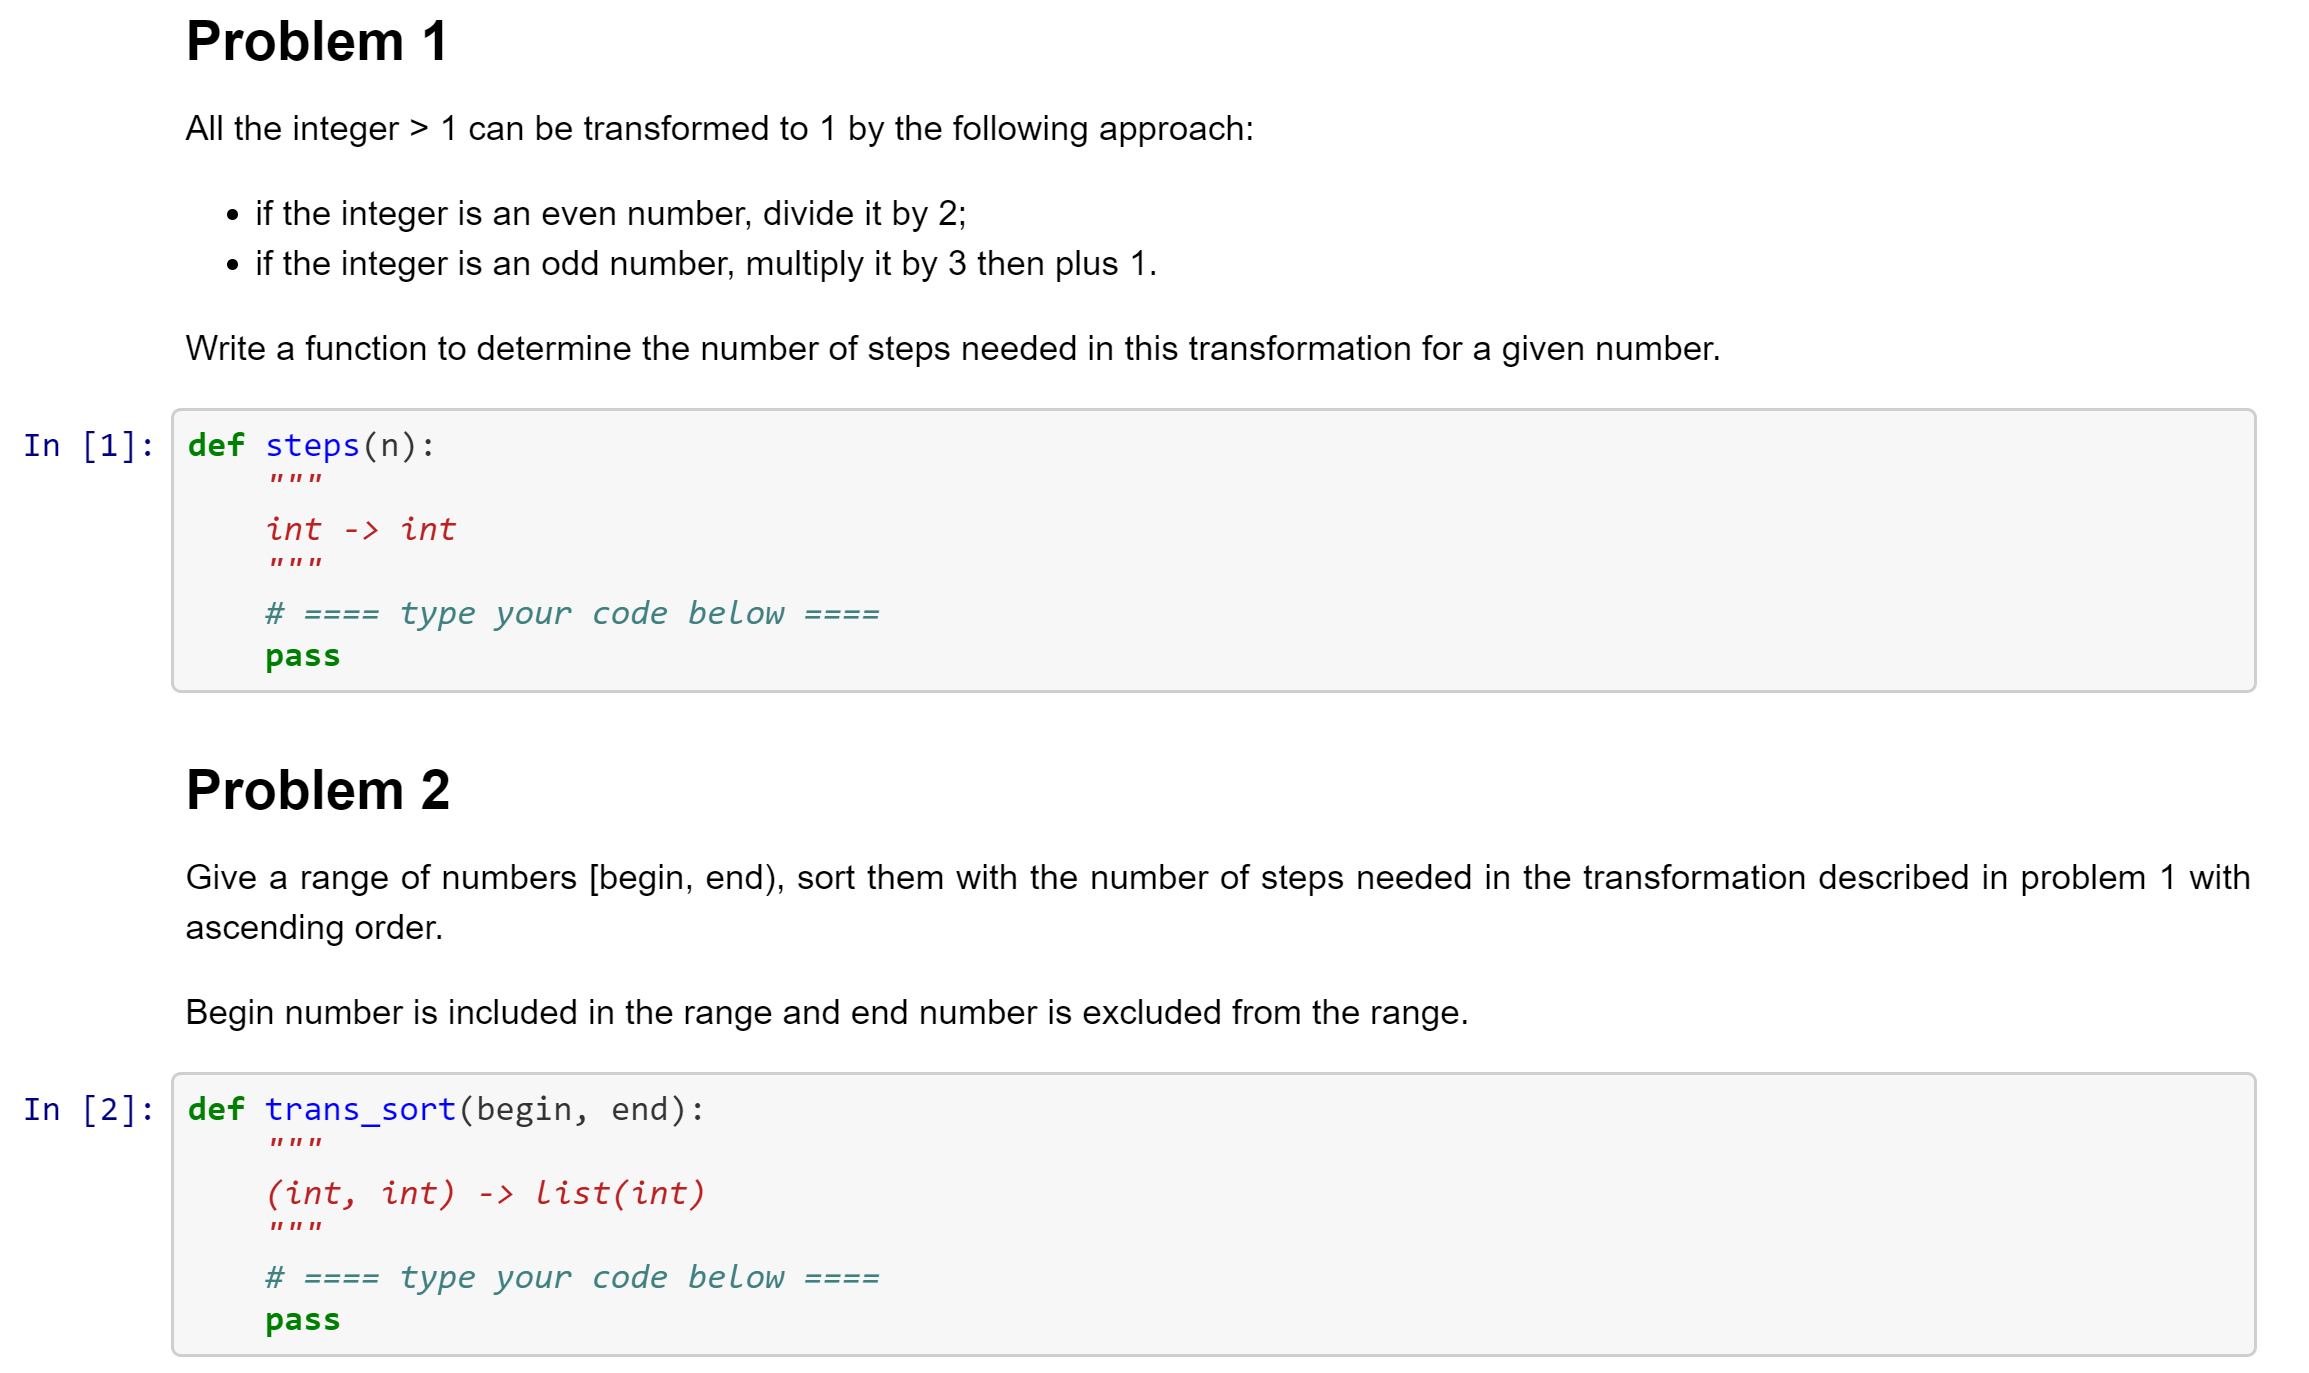 Problem 1
All the integer > 1 can be transformed to 1 by the following approach:
• if the integer is an even number, divide it by 2;
• if the integer is an odd number, multiply it by 3 then plus 1.
Write a function to determine the number of steps needed in this transformation for a given number.
In [1]: def steps(n):
    """
    int -> int
    """
    # ==== type your code below ====
    pass
Problem 2
Give a range of numbers [begin, end), sort them with the number of steps needed in the transformation described in problem 1 with
ascending order.
Begin number is included in the range and end number is excluded from the range.
In [2]: def trans_sort(begin, end):
    """
    (int, int) -> list(int)
    """
    # ==== type your code below ====
    pass